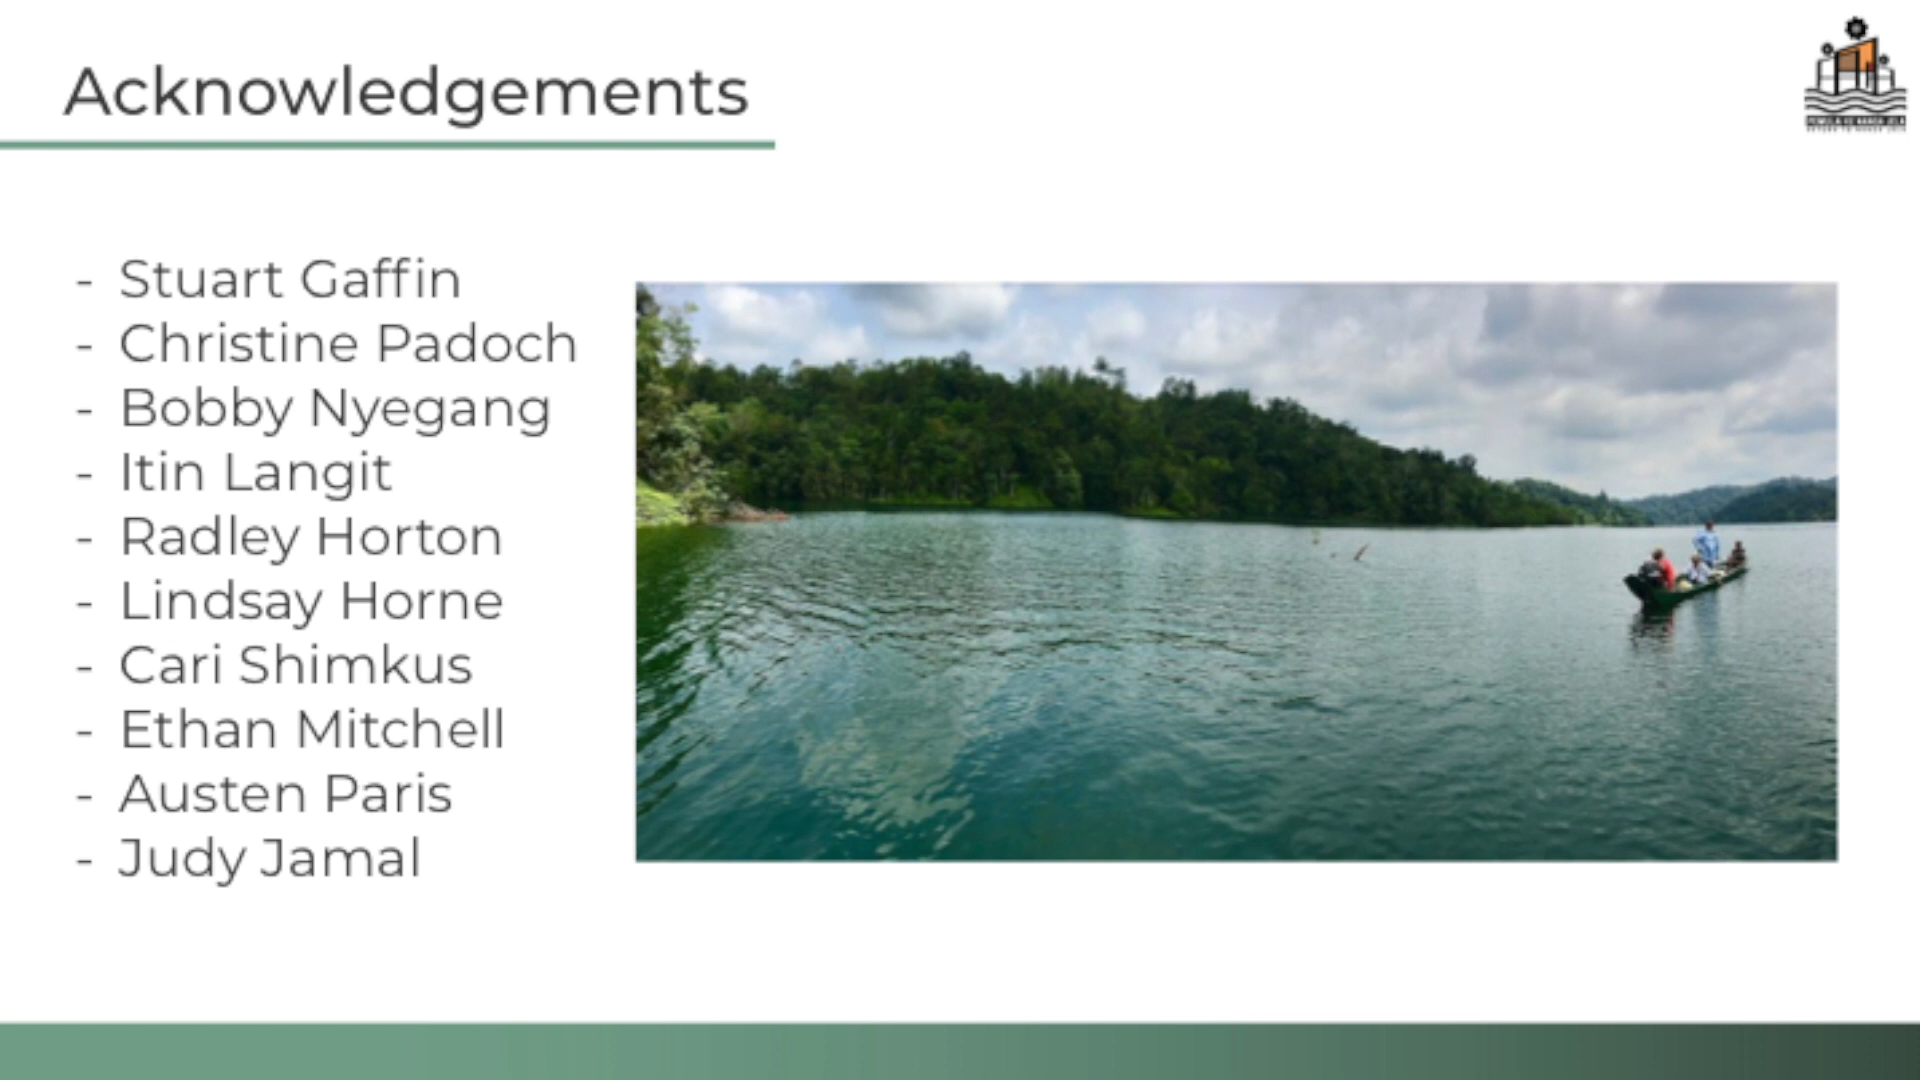 Acknowledgements
- Stuart Gaffin
- Christine Padoch
- Bobby Nyegang
- Itin Langit
- Radley Horton
- Lindsay Horne
- Cari Shimkus
- Ethan Mitchell
- Austen Paris
- Judy Jamal